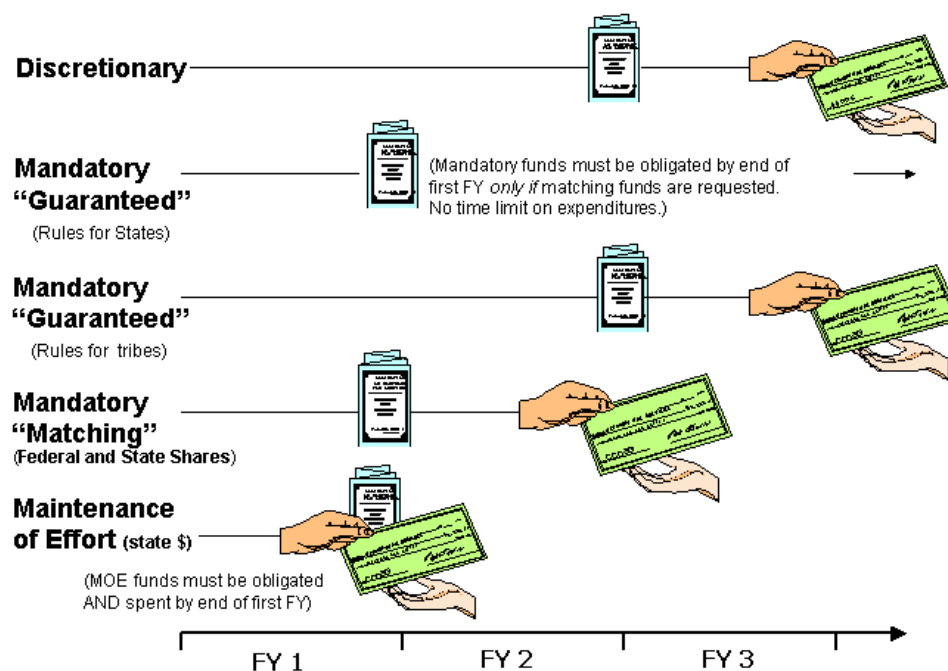 Discretionary
Mandatory
“Guaranteed”
(Rules for States)
(Mandatory funds must be obligated by end of
first FY only if matching funds are requested.
No time limit on expenditures.)
Mandatory
“Guaranteed”
(Rules for tribes)
Mandatory
“Matching”
(Federal and State Shares)
Maintenance
of Effort (state $)
(MOE funds must be obligated
AND spent by end of first FY)
FY 1
FY 2
FY 3